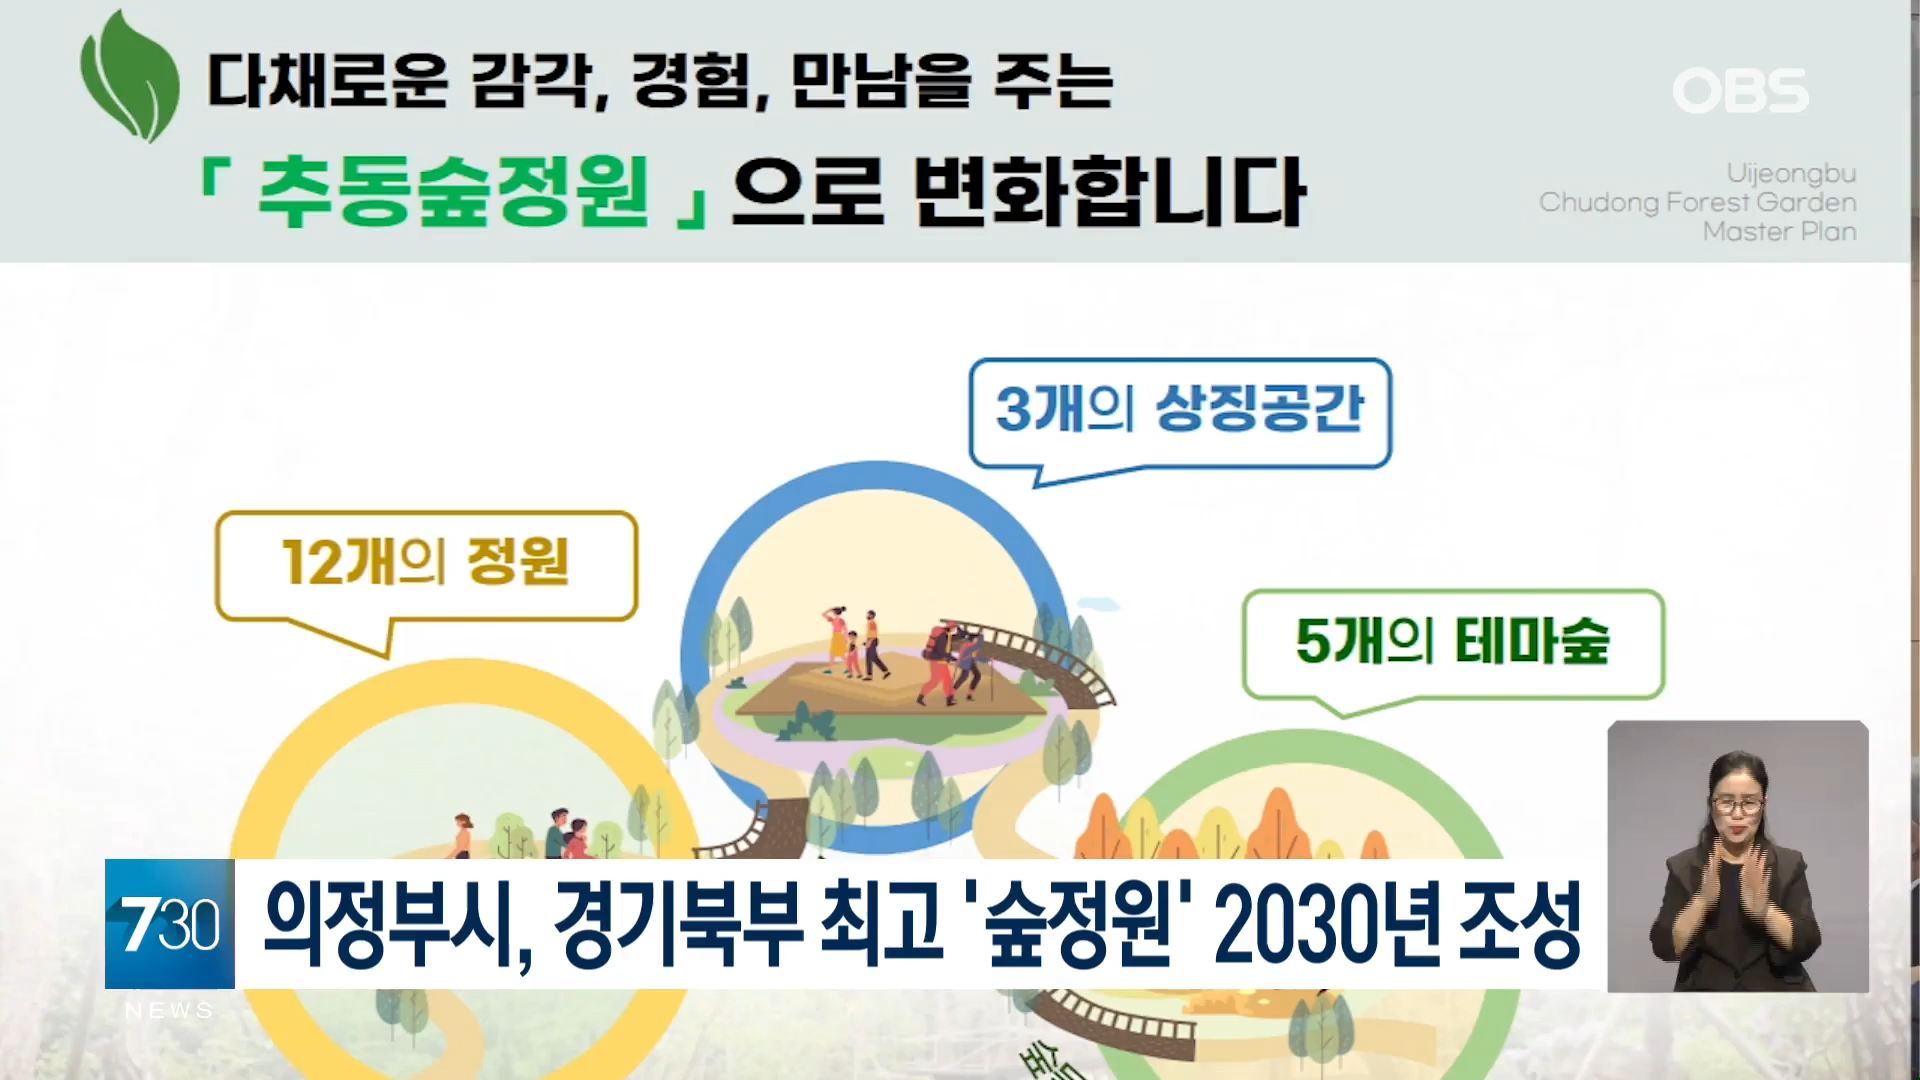 다채로운 감각, 경험, 만남을 주는
「 추동숲정원 」으로 변화합니다
OBS
Uijeongbu
Chudong Forest Garden
Master Plan
3개의 상징공간
12개의 정원
5개의 테마숲
730
NEWS
의정부시, 경기북부 최고 '숲정원' 2030년 조성